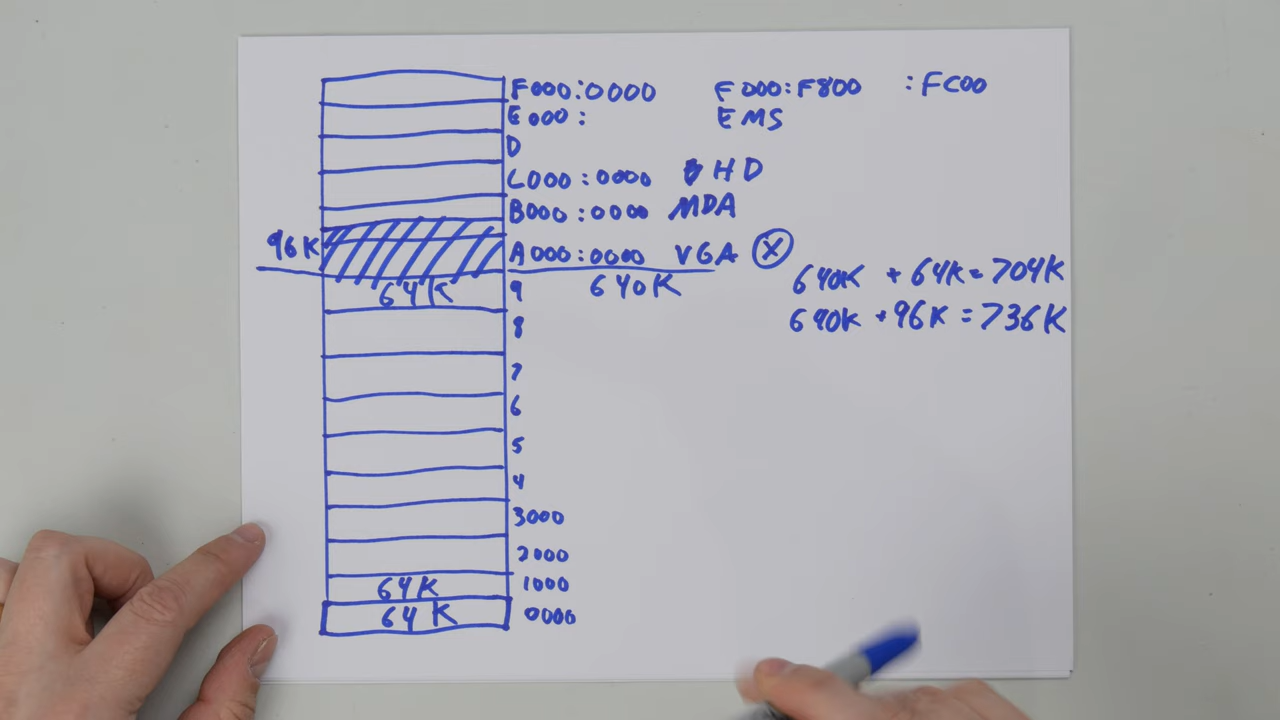 F000:0000 F000:F800 :FC00
E000: EMS
D
C000:0000 HD
B000:0000 MDA
96K A000:0000 VGA X
640K + 64K = 704K
64K 9 640K
640K + 96K = 736K
8
7
6
5
4
3000
2000
64K 1000
64K 0000